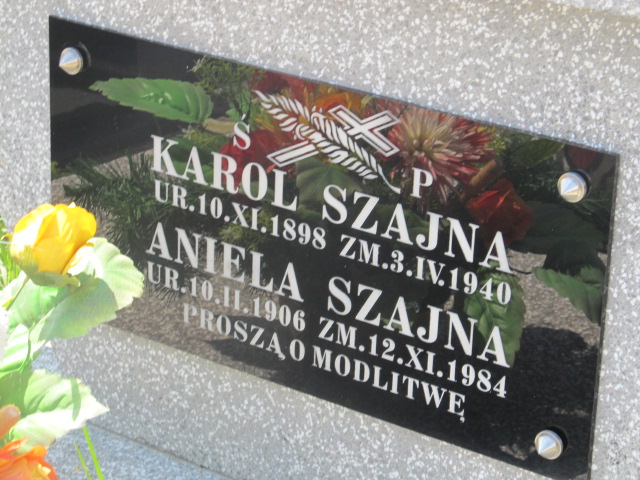 Ś P
KAROL SZAJNA
UR.10.XI.1898 ZM.3.IV.1940
ANIELA SZAJNA
UR.10.II.1906 ZM.12.XI.1984
PROSZĄ O MODLITWĘ